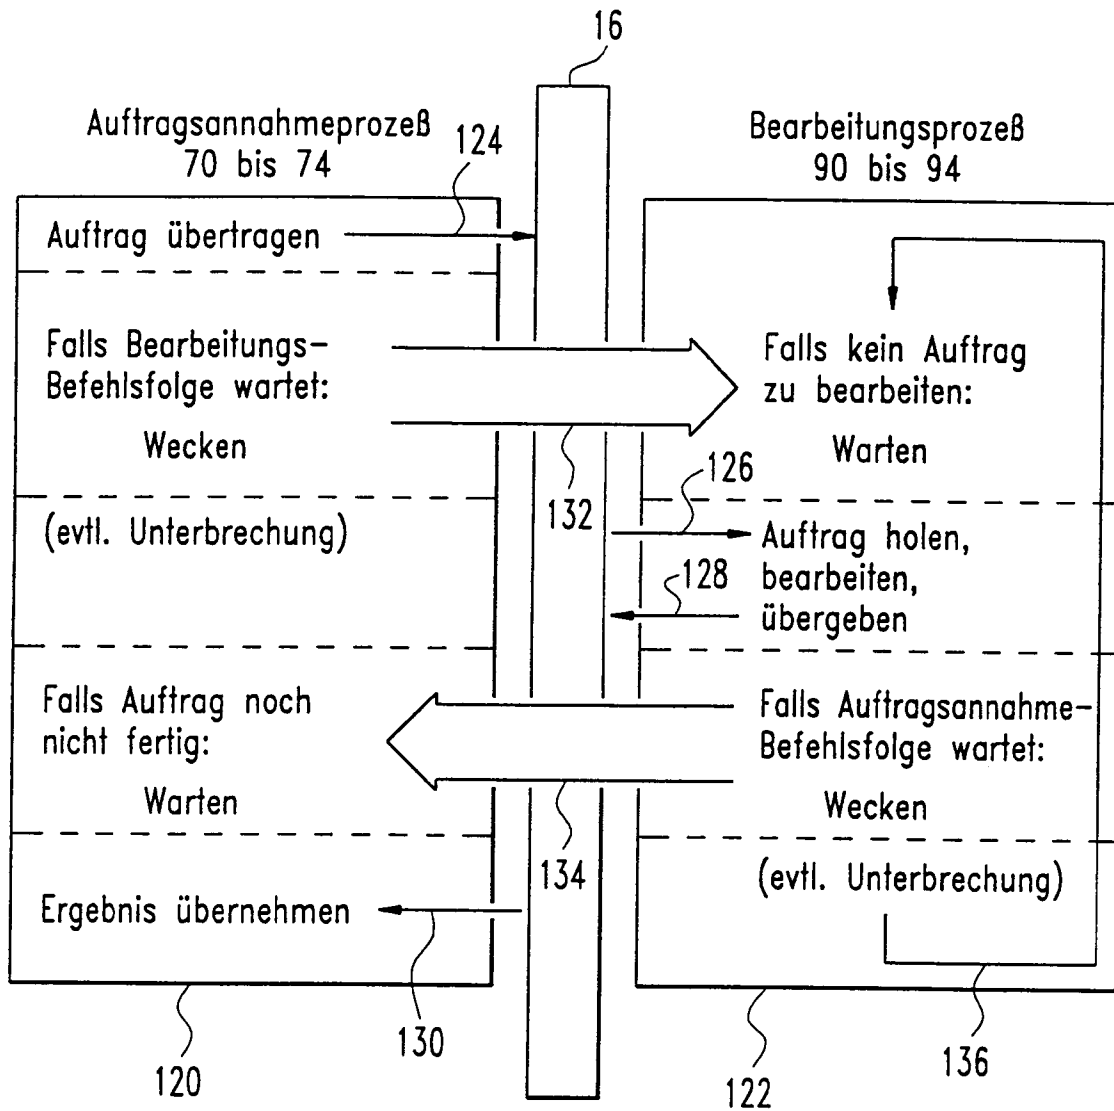 16
Auftragsannahmeprozeß
70 bis 74
124
Bearbeitungsprozeß
90 bis 94
Auftrag übertragen
Falls Bearbeitungs-
Befehlsfolge wartet:
Wecken
Falls kein Auftrag
zu bearbeiten:
Warten
132
126
(evtl. Unterbrechung)
Auftrag holen,
bearbeiten,
übergeben
128
Falls Auftrag noch
nicht fertig:
Warten
Falls Auftragsannahme-
Befehlsfolge wartet:
Wecken
134
(evtl. Unterbrechung)
Ergebnis übernehmen
130
120
122
136